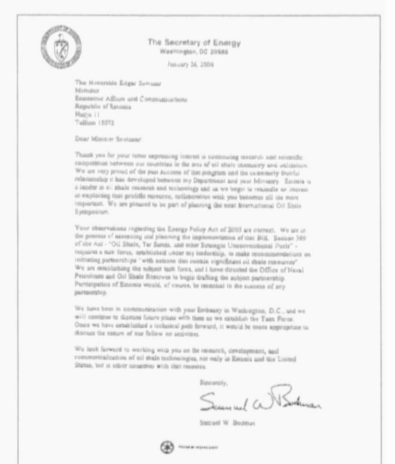 The Secretary of Energy
Washington, DC 20585
January 26, 2006
The Honorable Edgar Savisaar
Minister
Economic Affairs and Communications
Republic of Estonia
Harju 11
Tallinn 15072
Dear Minister Savisaar:
Thank you for your letter expressing interest in continuing research and scientific
cooperation between our countries in the area of oil shale chemistry and utilization.
We are very proud of the past success of that program and the extremely fruitful
relationship it has developed between my Department and your Ministry. Estonia is
a leader in oil shale research and technology and as we begin to rekindle an interest
in exploiting that prolific resource, collaboration with you becomes all the more
important. We are pleased to be part of planning the next International Oil Shale
Symposium.
Your observations regarding the Energy Policy Act of 2005 are correct. We are in
the process of assessing and planning the implementation of that Bill. Section 369
of the Act - "Oil Shale, Tar Sands, and other Strategic Unconventional Fuels" -
requires a task force, established under my leadership, to make recommendations on
initiating partnerships "with nations that contain significant oil shale resources"
We are establishing the subject task force, and I have directed the Office of Naval
Petroleum and Oil Shale Reserves to begin drafting the subject partnership.
Participation of Estonia would, of course, be essential to the success of any
partnership.
We have been in communication with your Embassy in Washington, D.C., and we
will continue to discuss future plans with them as we establish the Task Force.
Once we have established a technical path forward, it would be more appropriate to
discuss the nature of our follow on activities.
We look forward to working with you on the research, development, and
commercialization of oil shale technologies, not only in Estonia and the United
States, but in other countries with that resource.
Sincerely,
Samuel W. Bodman
Samuel W. Bodman